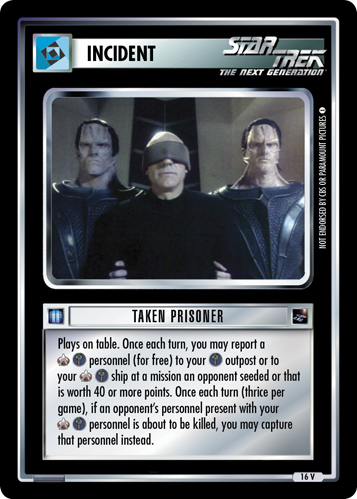 INCIDENT
STAR TREK
THE NEXT GENERATION
NOT ENDORSED BY CBS OR PARAMOUNT PICTURES
TAKEN PRISONER
Plays on table. Once each turn, you may report a
personnel (for free) to your outpost or to
your ship at a mission an opponent seeded or that
is worth 40 or more points. Once each turn (thrice per
game), if an opponent's personnel present with your
personnel is about to be killed, you may capture
that personnel instead.
16 V